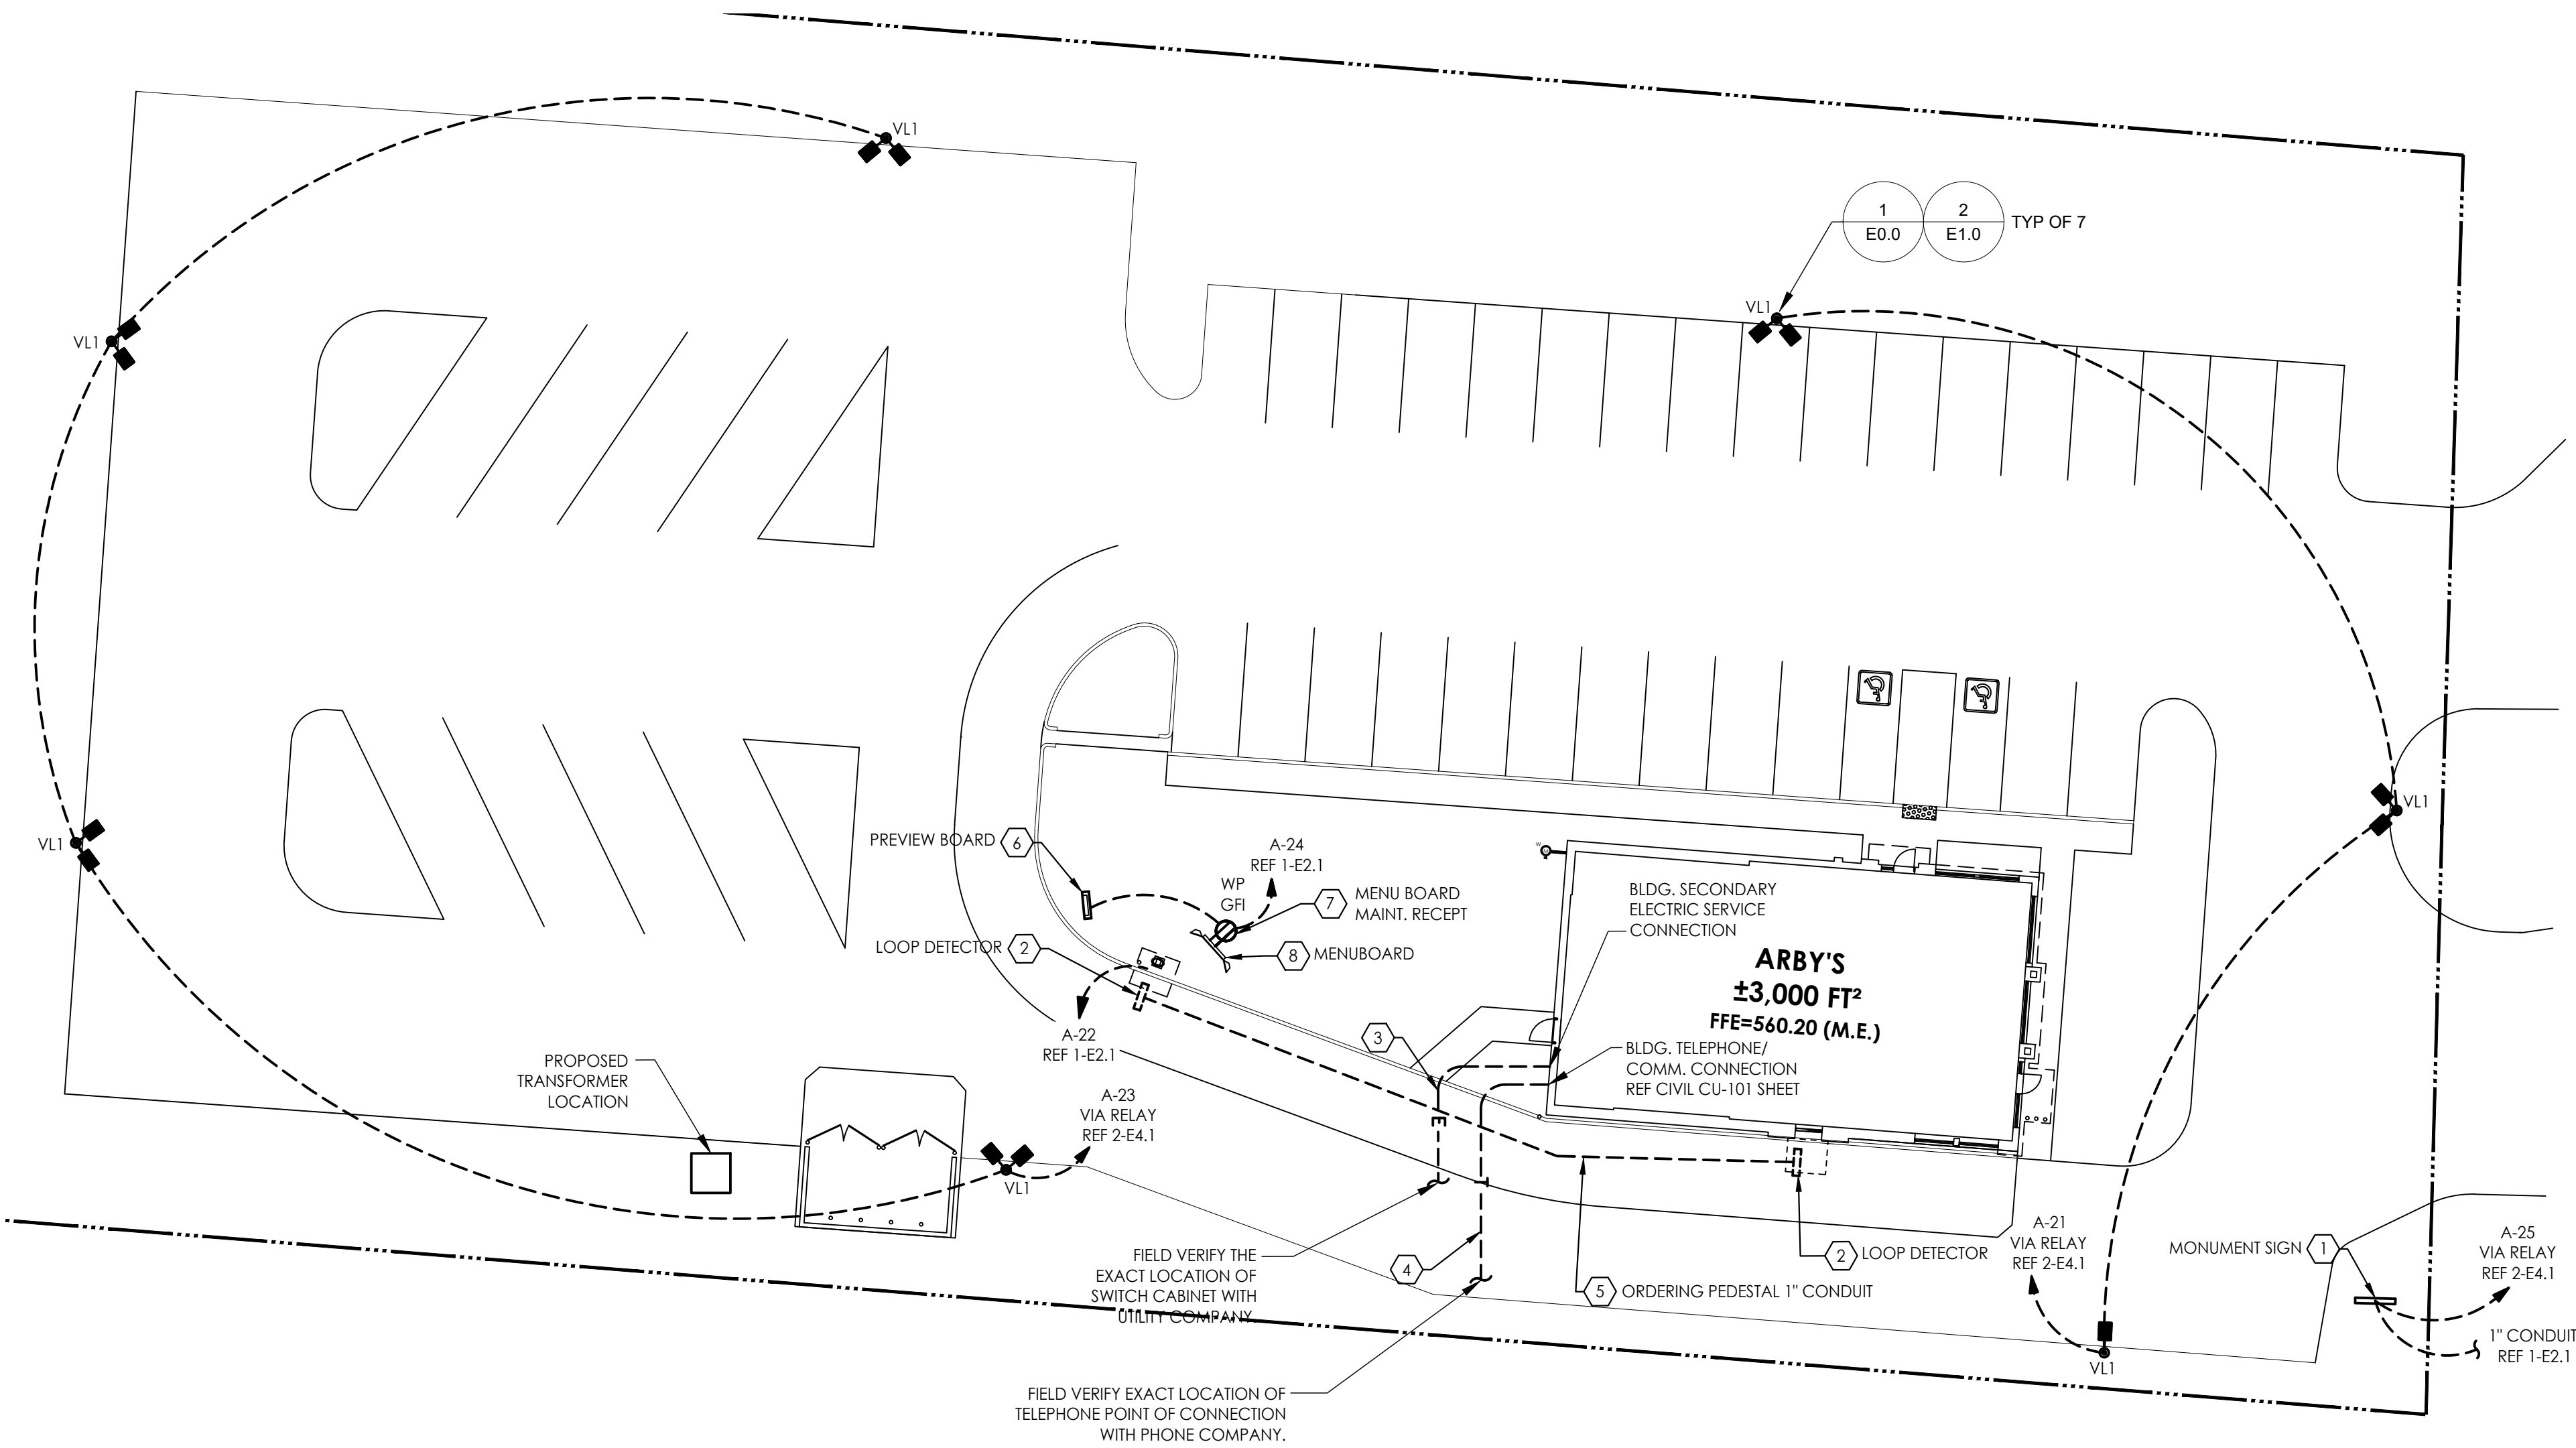 VL1
1
E0.0
2
E1.0
TYP OF 7
VL1
VL1
VL1
VL1
PREVIEW BOARD 6
A-24
REF 1-E2.1
WP
GFI
7 MENU BOARD
MAINT. RECEPT
LOOP DETECTOR 2
8 MENUBOARD
BLDG. SECONDARY
ELECTRIC SERVICE
CONNECTION
ARBY'S
±3,000 FT²
FFE=560.20 (M.E.)
3
BLDG. TELEPHONE/
COMM. CONNECTION
REF CIVIL CU-101 SHEET
A-22
REF 1-E2.1
PROPOSED
TRANSFORMER
LOCATION
A-23
VIA RELAY
REF 2-E4.1
VL1
FIELD VERIFY THE
EXACT LOCATION OF
SWITCH CABINET WITH
UTILITY COMPANY.
4
2 LOOP DETECTOR
5 ORDERING PEDESTAL 1" CONDUIT
A-21
VIA RELAY
REF 2-E4.1
MONUMENT SIGN 1
A-25
VIA RELAY
REF 2-E4.1
1" CONDUIT
REF 1-E2.1
VL1
FIELD VERIFY EXACT LOCATION OF
TELEPHONE POINT OF CONNECTION
WITH PHONE COMPANY.